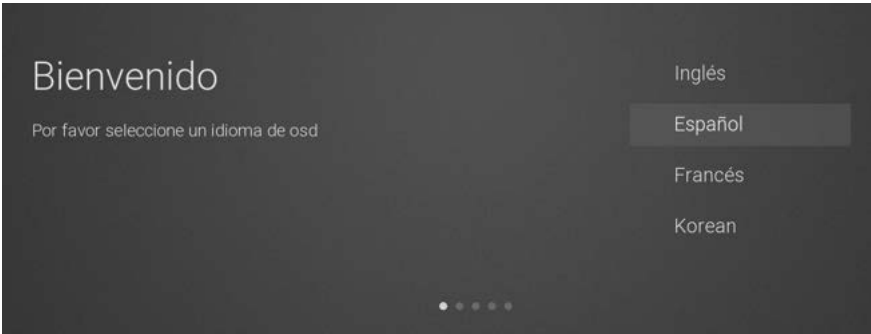 Bienvenido
Por favor seleccione un idioma de osd
Inglés
Español
Francés
Korean